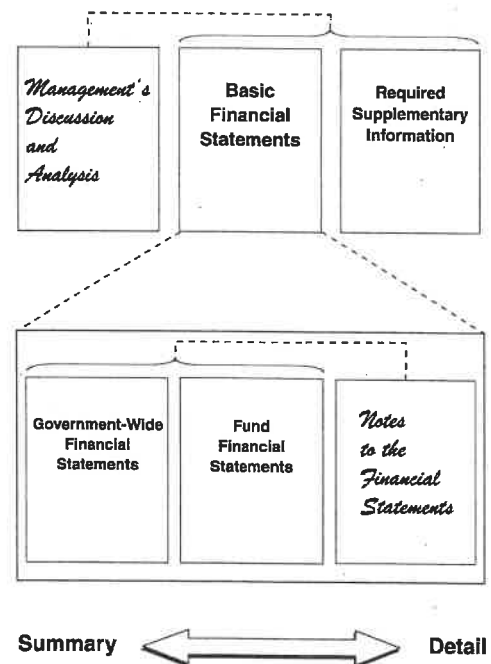 Management's
Discussion
and
Analysis
Basic
Financial
Statements
Required
Supplementary
Information
Government-Wide
Financial
Statements
Fund
Financial
Statements
Notes
to the
Financial
Statements
Summary
Detail